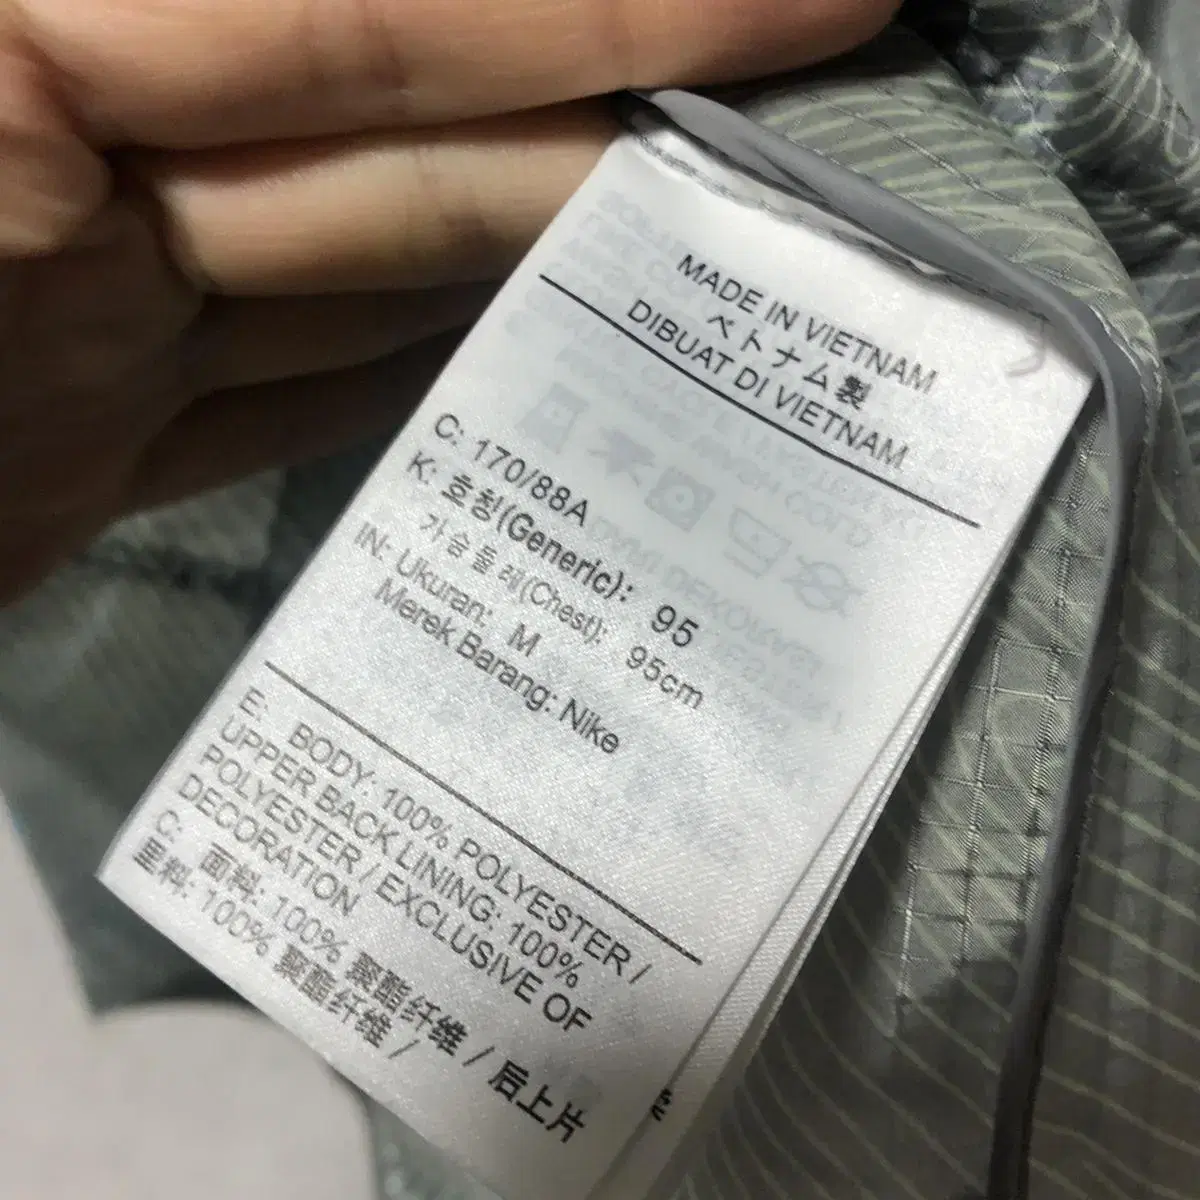 MADE IN VIETNAM
ベトナム製
DIBUAT DI VIETNAM
C: 170/88A
K: 호칭(Generic): 95
가슴둘레(Chest): 95cm
IN: Ukuran: M
Merek Barang: Nike
E: BODY: 100% POLYESTER /
UPPER BACK LINING: 100%
POLYESTER / EXCLUSIVE OF
DECORATION
C: 面料: 100% 聚酯纤维 / 后上片
里料: 100% 聚酯纤维 /